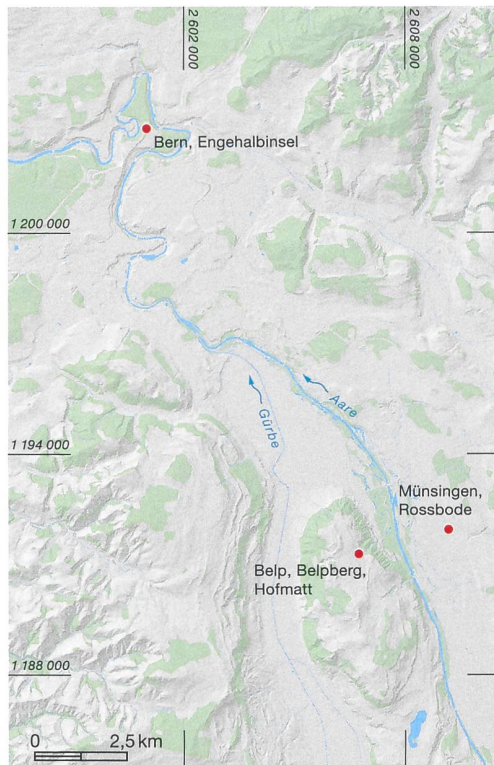 2 602 000
2 608 000
Bern, Engehalbinsel
1 200 000
Aare
Gürbe
1 194 000
Münsingen,
Rossbode
Belp, Belpberg,
Hofmatt
1 188 000
0 2,5 km